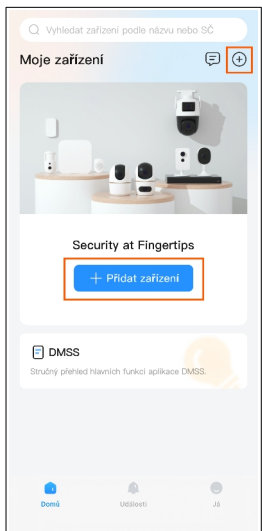 Vyhledat zařízení podle názvu nebo SČ
Moje zařízení
Security at Fingertips
+ Přidat zařízení
DMSS
Stručný přehled hlavních funkcí aplikace DMSS.
Domů
Události
Já